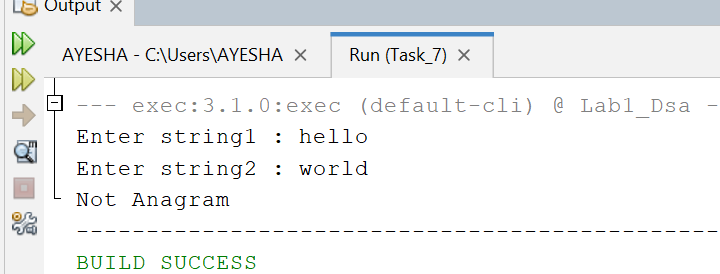 Output ×
AYESHA - C:\Users\AYESHA × Run (Task_7) ×
--- exec:3.1.0:exec (default-cli) @ Lab1_Dsa -
Enter string1 : hello
Enter string2 : world
Not Anagram
------------------------------------------------
BUILD SUCCESS